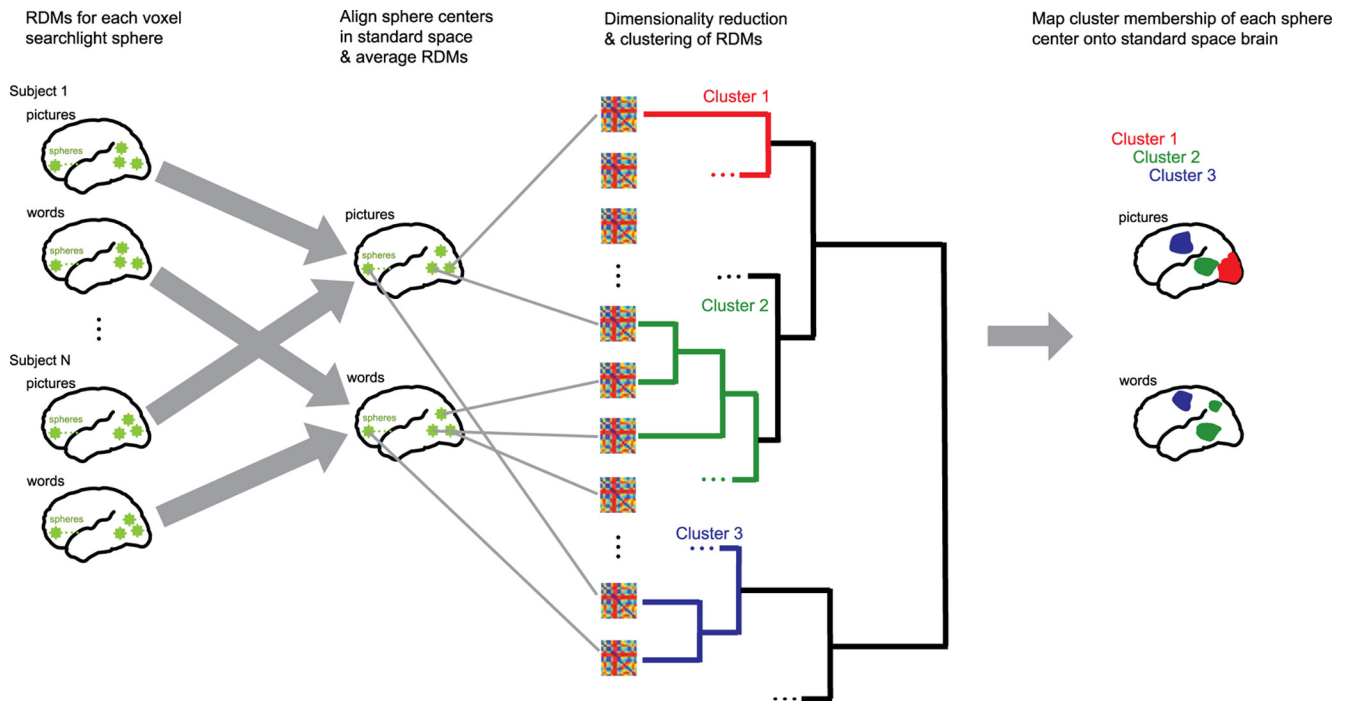 RDMs for each voxel
searchlight sphere
Align sphere centers
in standard space
& average RDMs
Dimensionality reduction
& clustering of RDMs
Map cluster membership of each sphere
center onto standard space brain
Subject 1
pictures
spheres
words
spheres
Subject N
pictures
spheres
words
spheres
pictures
spheres
words
spheres
Cluster 1
Cluster 2
Cluster 3
Cluster 1
Cluster 2
Cluster 3
pictures
words